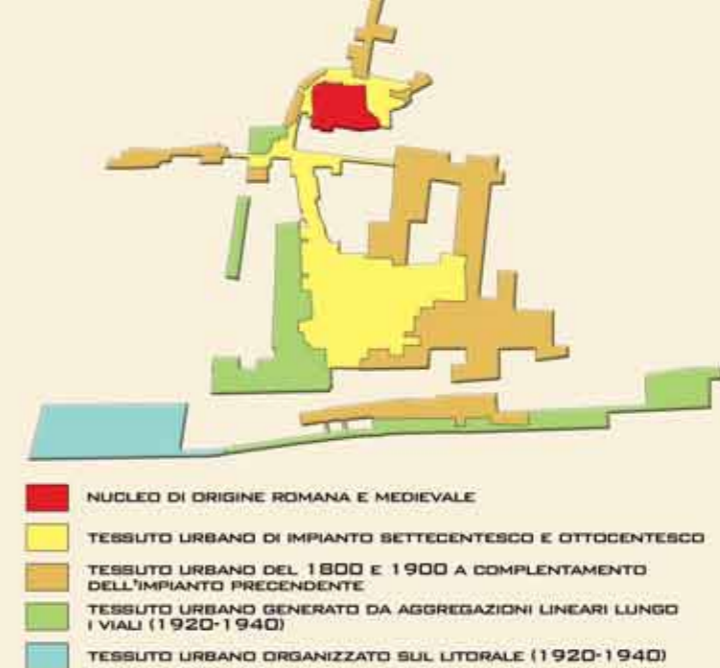 NUCLEO DI ORIGINE ROMANA E MEDIEVALE
TESSUTO URBANO DI IMPIANTO SETTECENTESCO E OTTOCENTESCO
TESSUTO URBANO DEL 1800 E 1900 A COMPLENTAMENTO
DELL'IMPIANTO PRECENDENTE
TESSUTO URBANO GENERATO DA AGGREGAZIONI LINEARI LUNGO
I VIALI (1920-1940)
TESSUTO URBANO ORGANIZZATO SUL LITORALE (1920-1940)